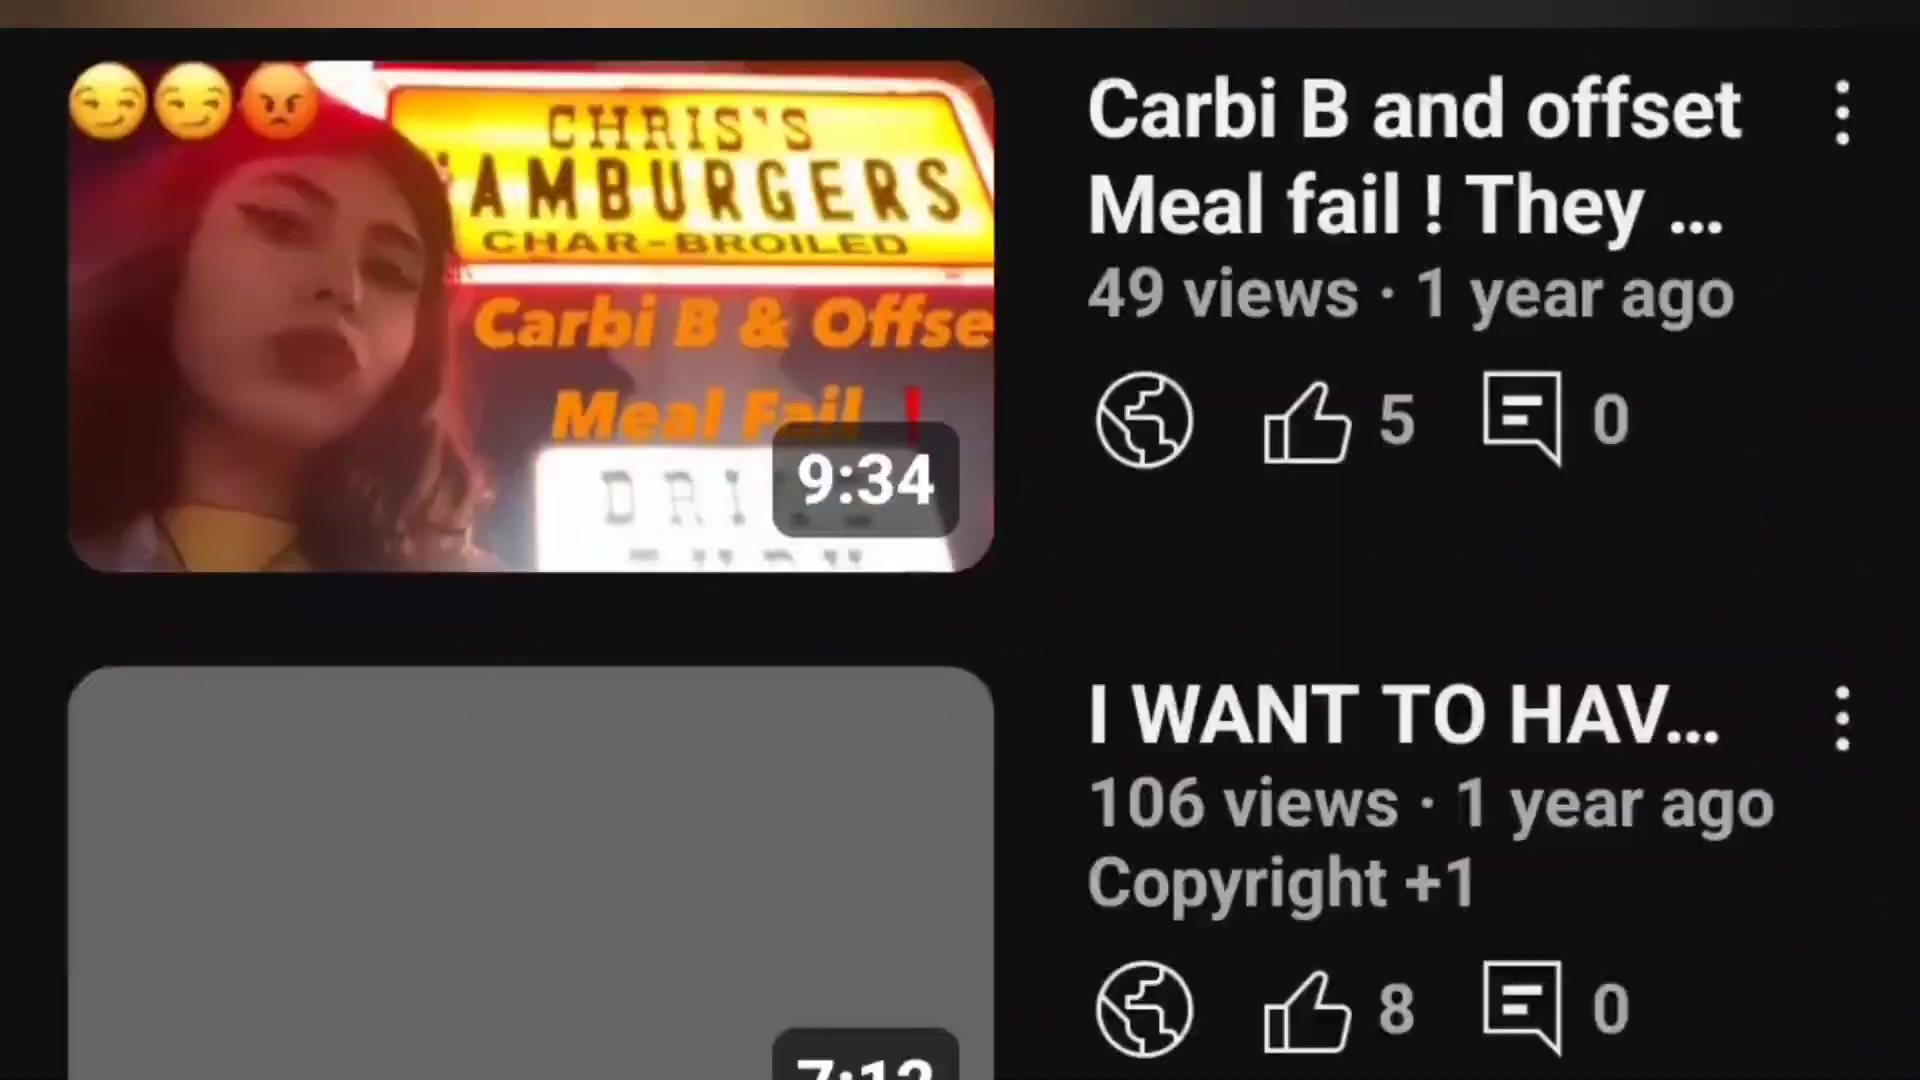 CHRIS'S
HAMBURGERS
CHAR-BROILED
Carbi B & Offse
Meal Fail
9:34
Carbi B and offset
Meal fail ! They ...
49 views · 1 year ago
5
0
I WANT TO HAV...
106 views · 1 year ago
Copyright +1
8
0
7:12